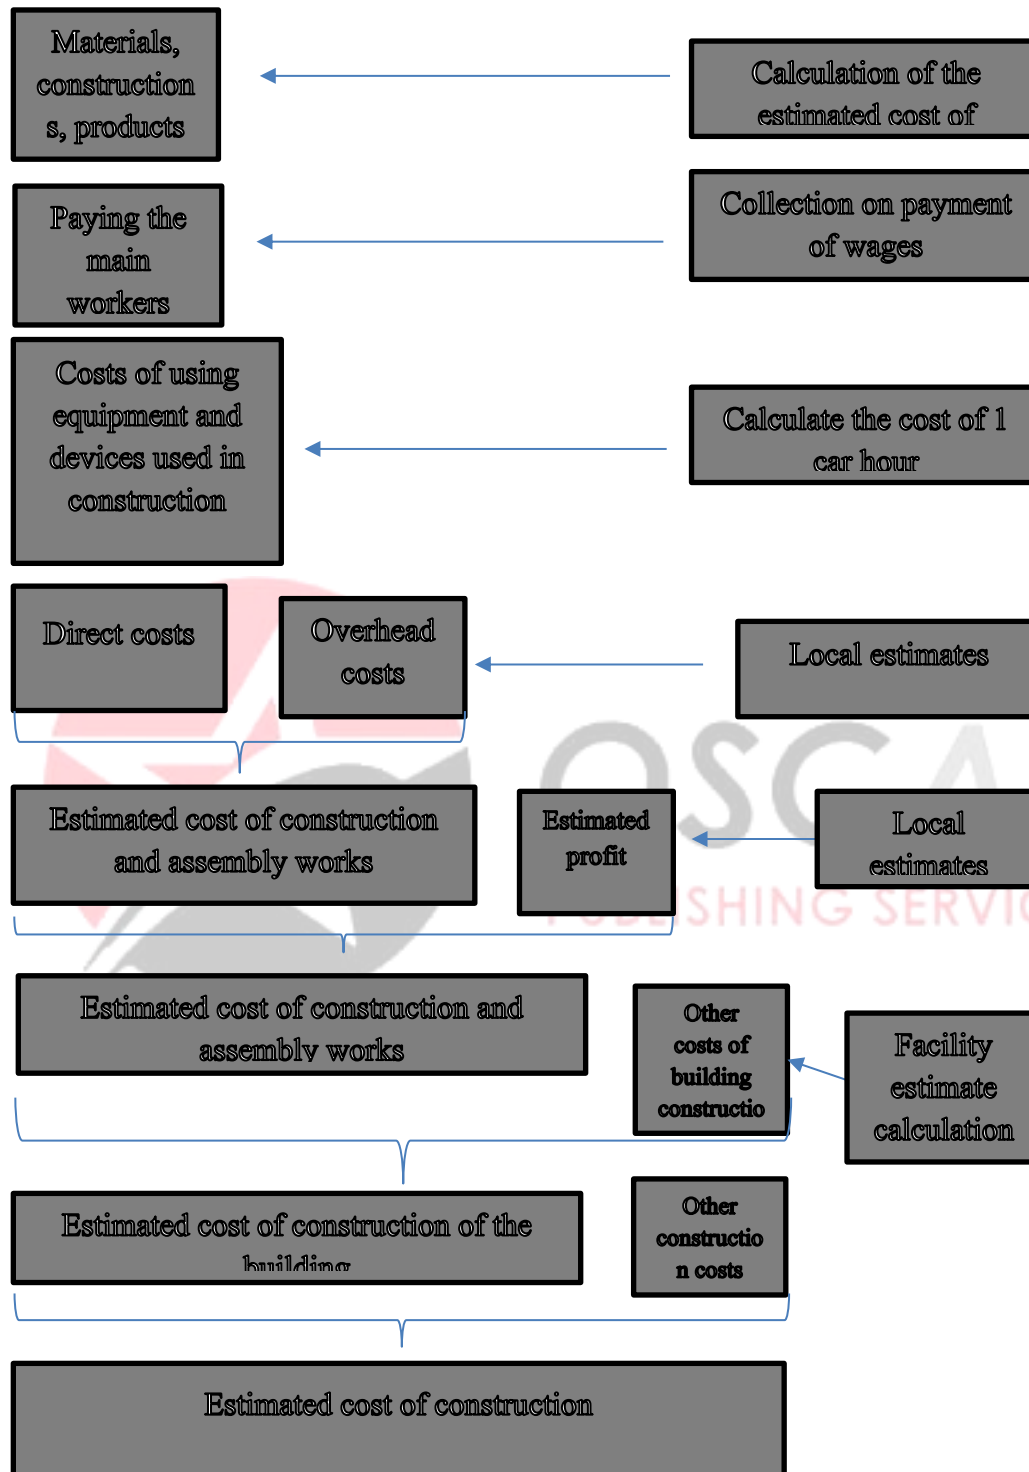 Materials,
construction
s, products
Calculation of the
estimated cost of
Paying the
main
workers
Collection on payment
of wages
Costs of using
equipment and
devices used in
construction
Calculate the cost of 1
car hour
Direct costs
Overhead
costs
Local estimates
Estimated cost of construction
and assembly works
Estimated
profit
Local
estimates
OSCA
PUBLISHING SERVIC
Estimated cost of construction and
assembly works
Other
costs of
building
constructio
Facility
estimate
calculation
Estimated cost of construction of the
building
Other
constructio
n costs
Estimated cost of construction